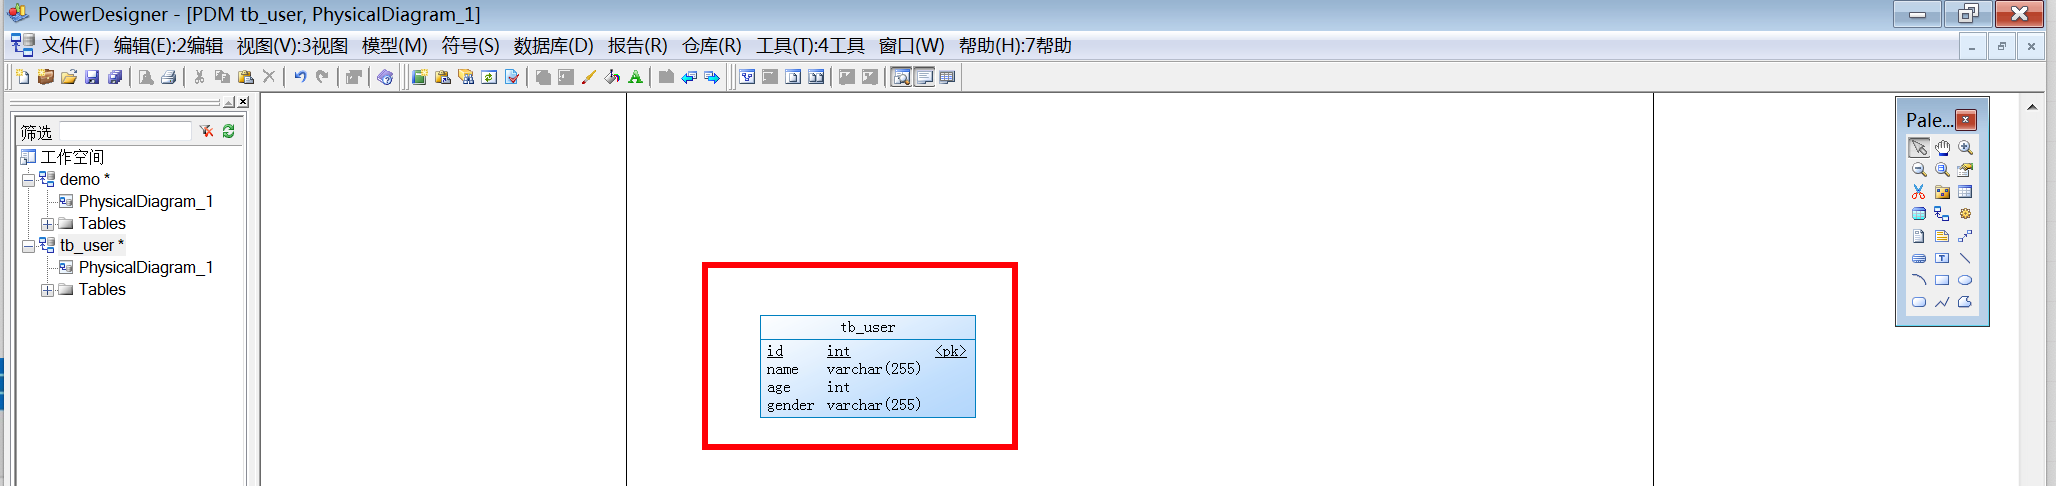 PowerDesigner - [PDM tb_user, PhysicalDiagram_1]
文件(F) 编辑(E):2编辑 视图(V):3视图 模型(M) 符号(S) 数据库(D) 报告(R) 仓库(R) 工具(T):4工具 窗口(W) 帮助(H):7帮助
筛选
工作空间
demo *
PhysicalDiagram_1
Tables
tb_user *
PhysicalDiagram_1
Tables
tb_user
id int <pk>
name varchar(255)
age int
gender varchar(255)
Pale...